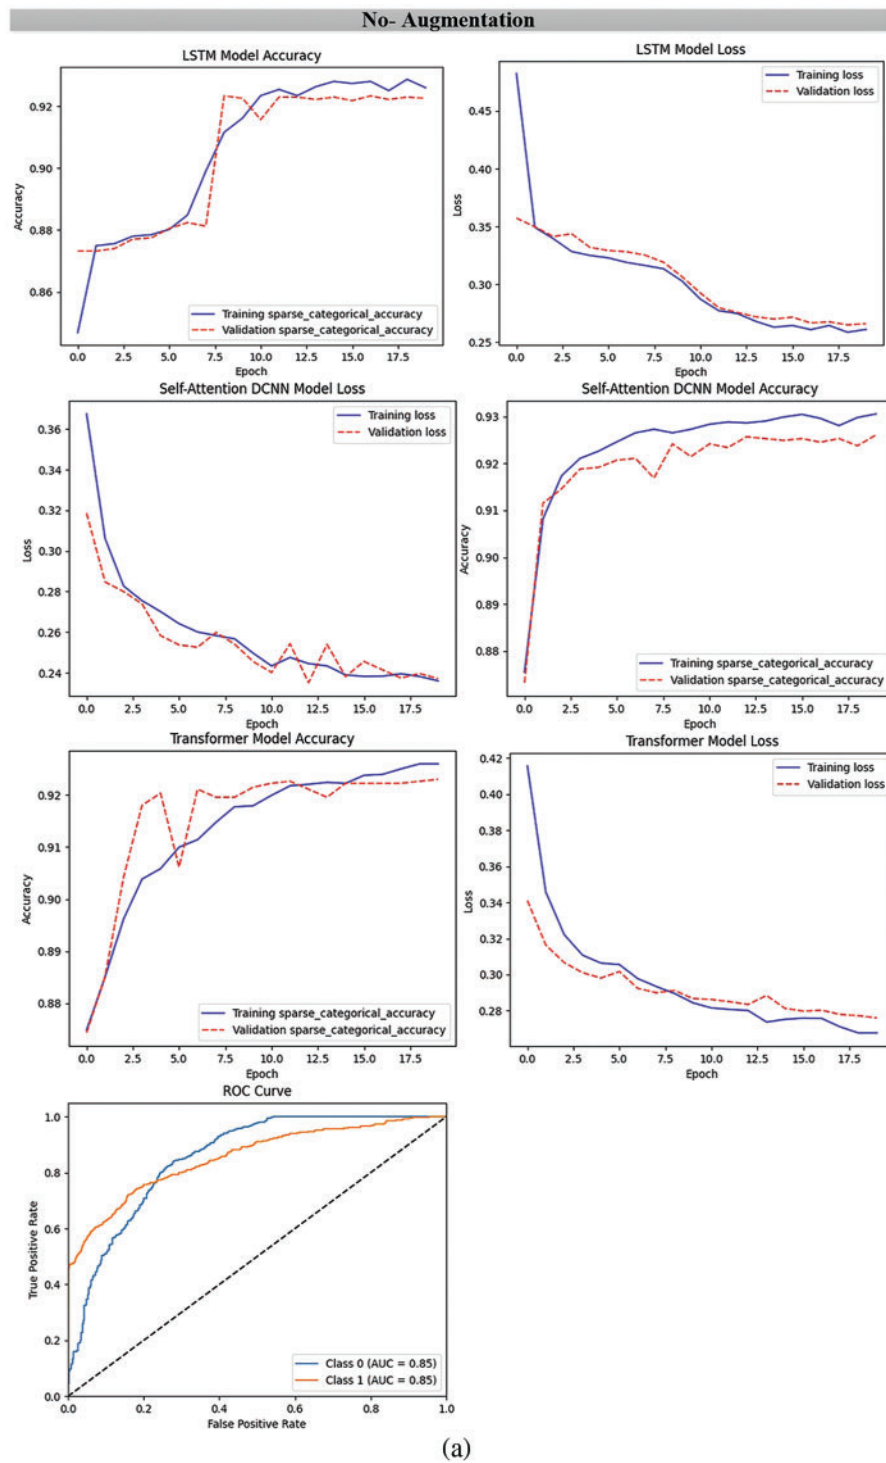 No- Augmentation
LSTM Model Accuracy
0.92
0.90
0.88
0.86
Accuracy
Training sparse_categorical_accuracy
Validation sparse_categorical_accuracy
0.0 2.5 5.0 7.5 10.0 12.5 15.0 17.5
Epoch
LSTM Model Loss
Training loss
Validation loss
0.45
0.40
0.35
0.30
0.25
Loss
0.0 2.5 5.0 7.5 10.0 12.5 15.0 17.5
Epoch
Self-Attention DCNN Model Loss
Training loss
Validation loss
0.36
0.34
0.32
0.30
0.28
0.26
0.24
Loss
0.0 2.5 5.0 7.5 10.0 12.5 15.0 17.5
Epoch
Self-Attention DCNN Model Accuracy
0.93
0.92
0.91
0.90
0.89
0.88
Accuracy
Training sparse_categorical_accuracy
Validation sparse_categorical_accuracy
0.0 2.5 5.0 7.5 10.0 12.5 15.0 17.5
Epoch
Transformer Model Accuracy
0.92
0.91
0.90
0.89
0.88
Accuracy
Training sparse_categorical_accuracy
Validation sparse_categorical_accuracy
0.0 2.5 5.0 7.5 10.0 12.5 15.0 17.5
Epoch
Transformer Model Loss
Training loss
Validation loss
0.42
0.40
0.38
0.36
0.34
0.32
0.30
0.28
Loss
0.0 2.5 5.0 7.5 10.0 12.5 15.0 17.5
Epoch
ROC Curve
1.0
0.8
0.6
0.4
0.2
0.0
True Positive Rate
Class 0 (AUC = 0.85)
Class 1 (AUC = 0.85)
0.0 0.2 0.4 0.6 0.8 1.0
False Positive Rate
(a)